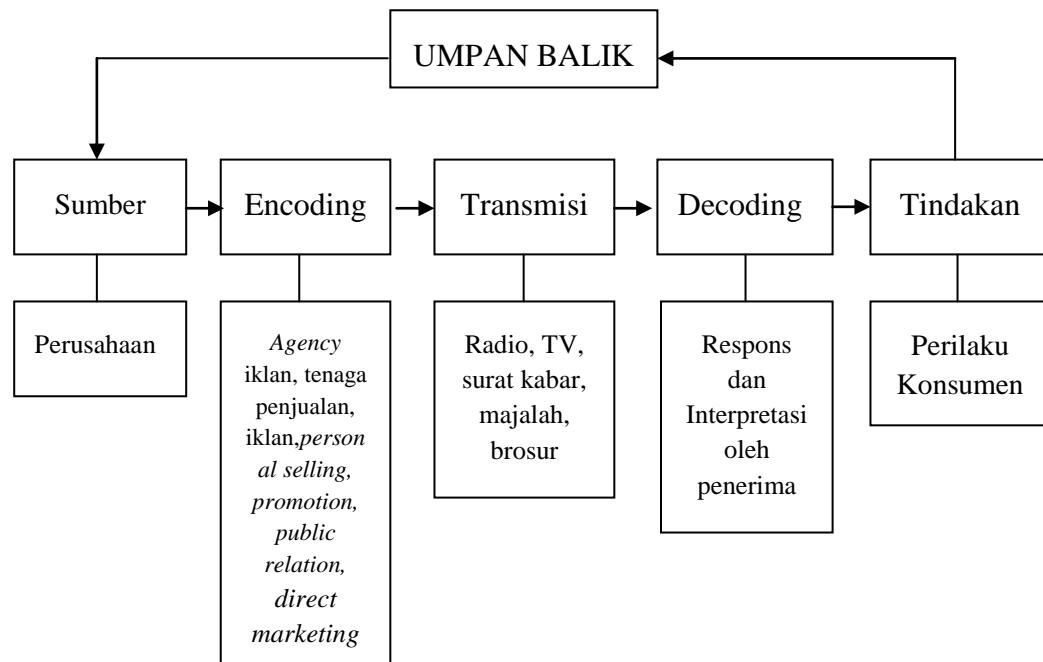 UMPAN BALIK
Sumber
Encoding
Transmisi
Decoding
Tindakan
Perusahaan
Agency
iklan, tenaga
penjualan,
iklan,person
al selling,
promotion,
public
relation,
direct
marketing
Radio, TV,
surat kabar,
majalah,
brosur
Respons
dan
Interpretasi
oleh
penerima
Perilaku
Konsumen